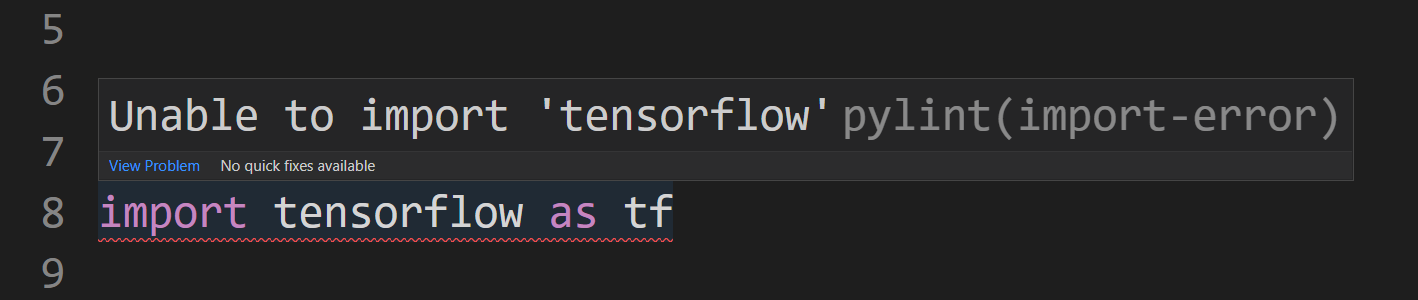 5
6
Unable to import 'tensorflow' pylint(import-error)
7
View Problem No quick fixes available
8 import tensorflow as tf
9